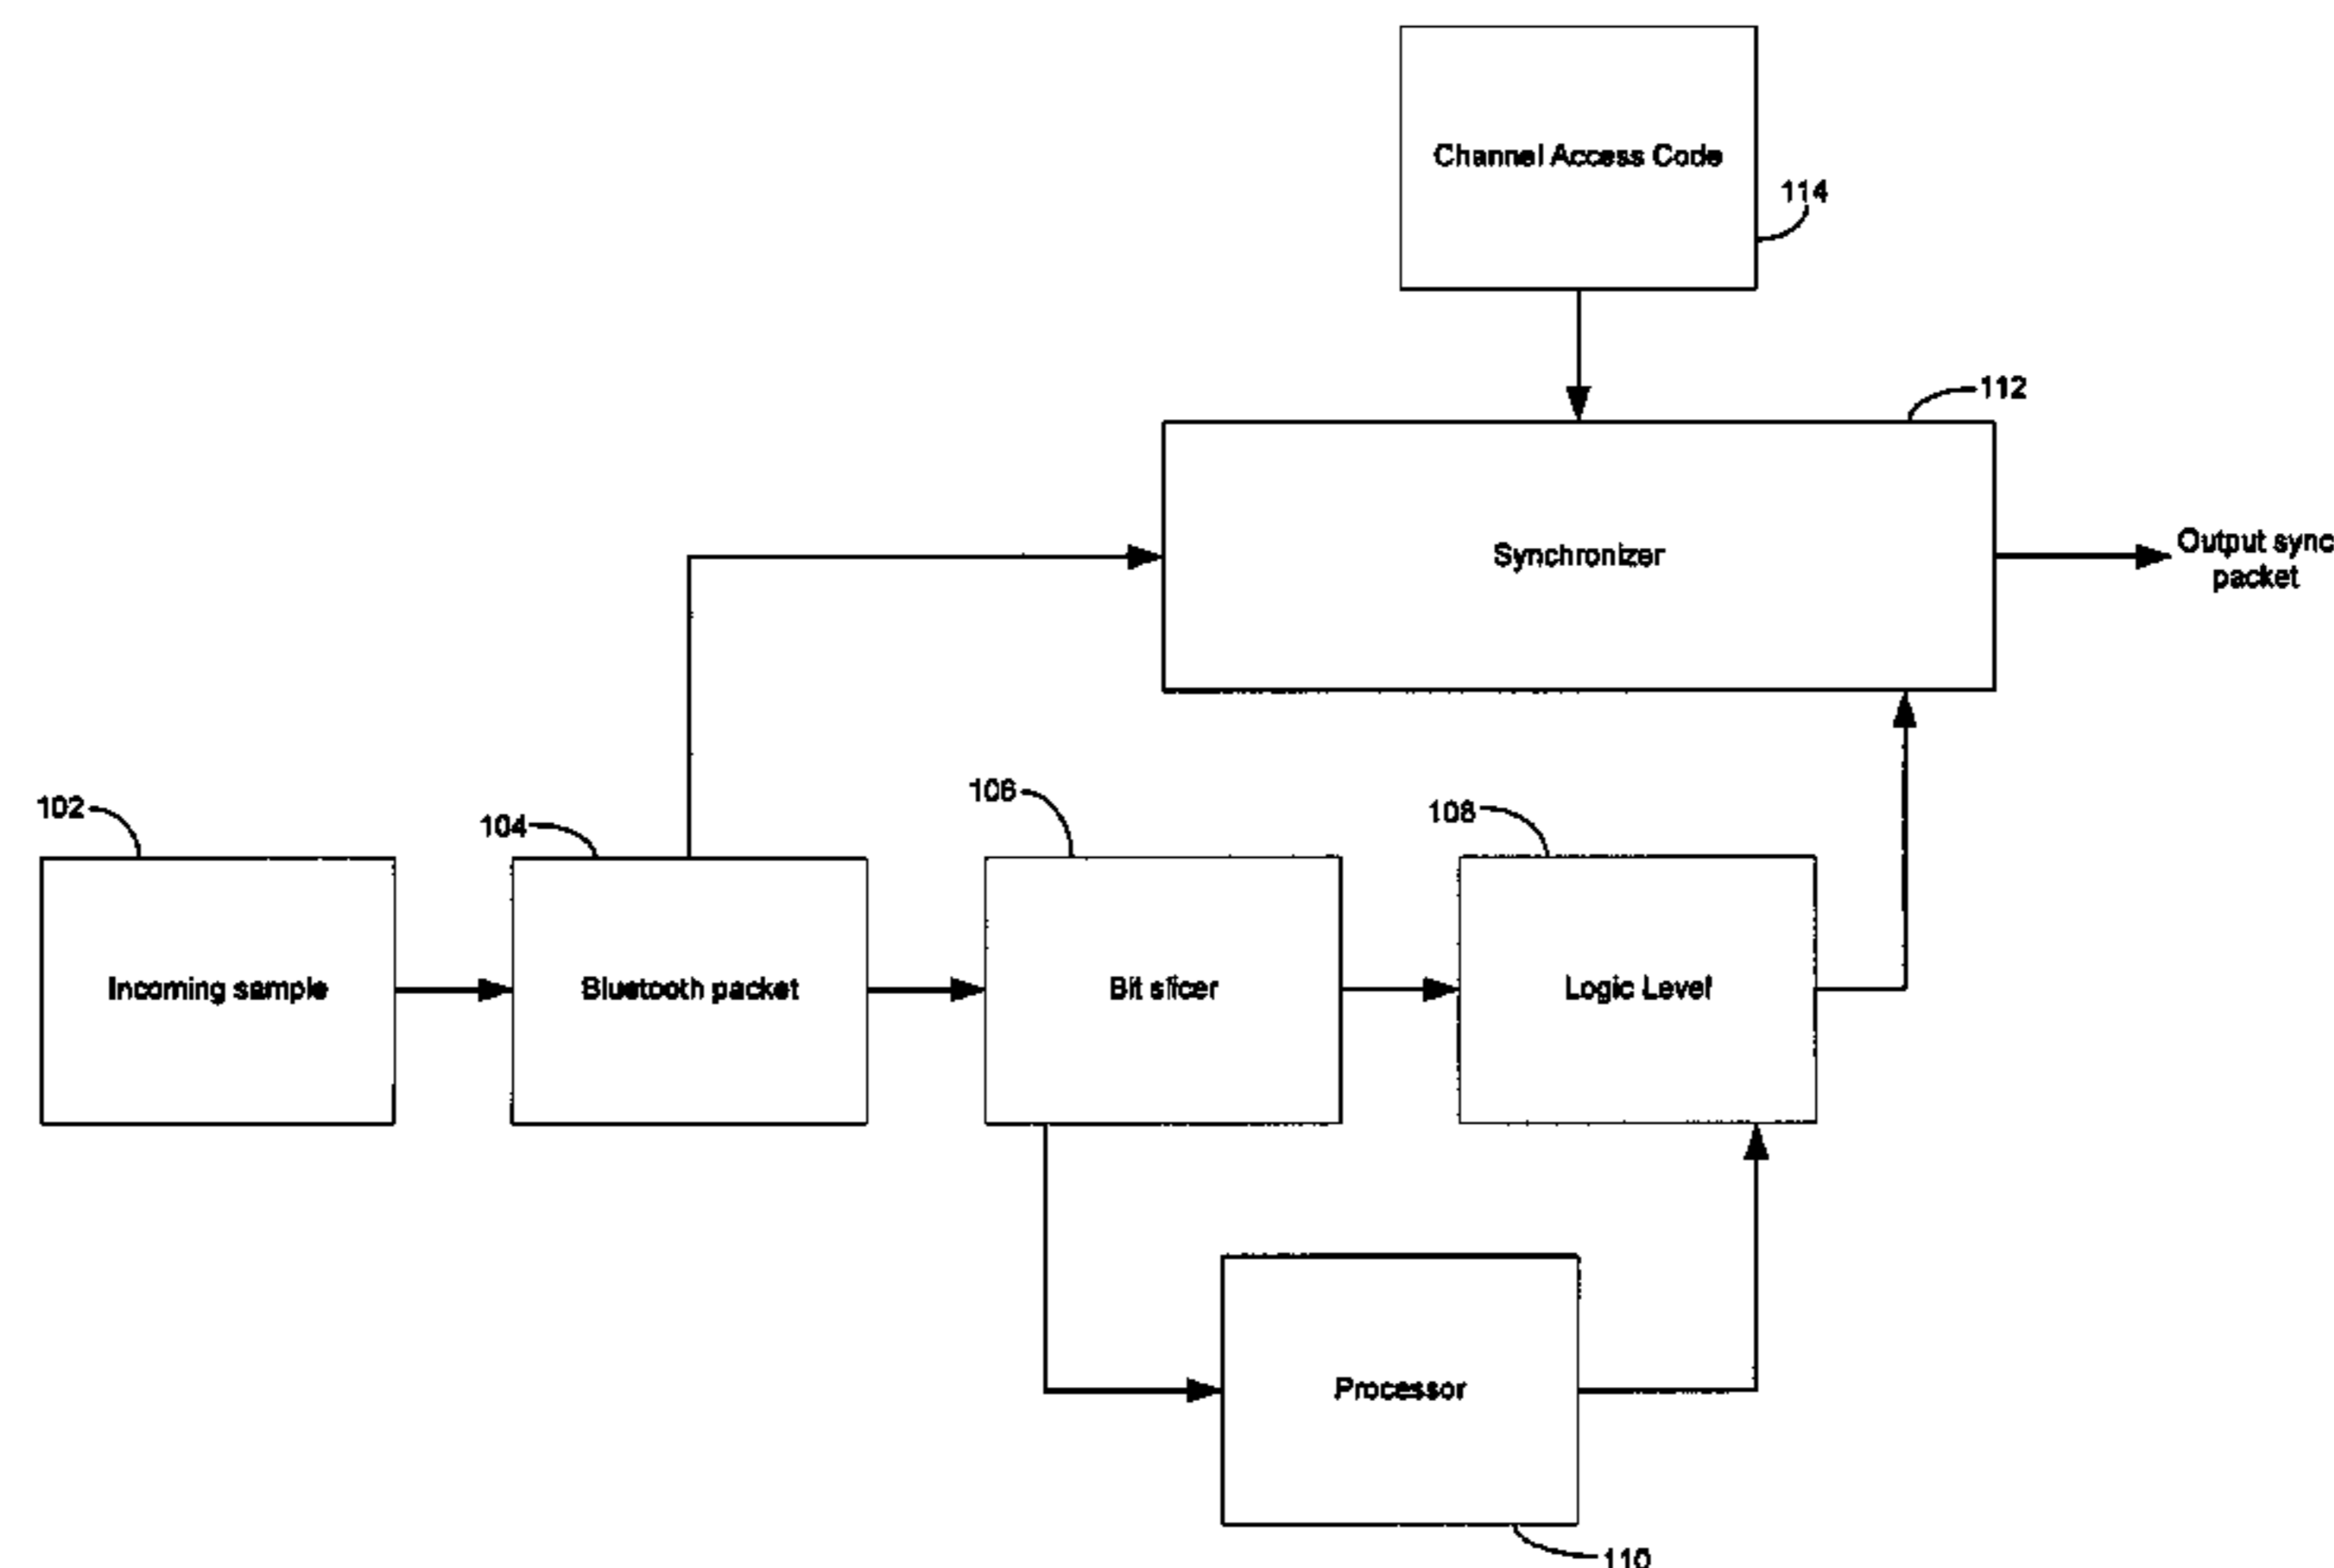 Channel Access Code
114
112
Synchronizer
Output sync
packet
102
104
106
108
Incoming sample
Bluetooth packet
Bit slicer
Logic Level
Processor
110